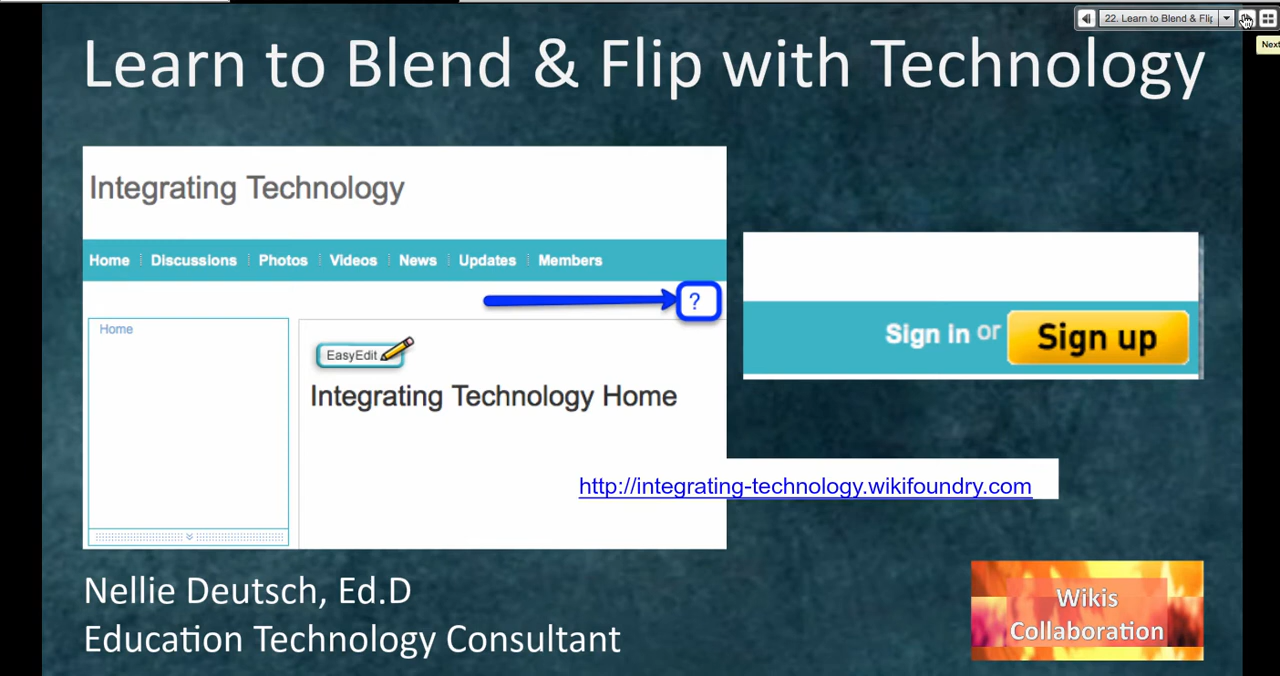 22. Learn to Blend & Flip
Next
Learn to Blend & Flip with Technology
Integrating Technology
Home Discussions Photos Videos News Updates Members
?
Home
EasyEdit
Integrating Technology Home
Sign in or Sign up
http://integrating-technology.wikifoundry.com
Nellie Deutsch, Ed.D
Education Technology Consultant
Wikis
Collaboration